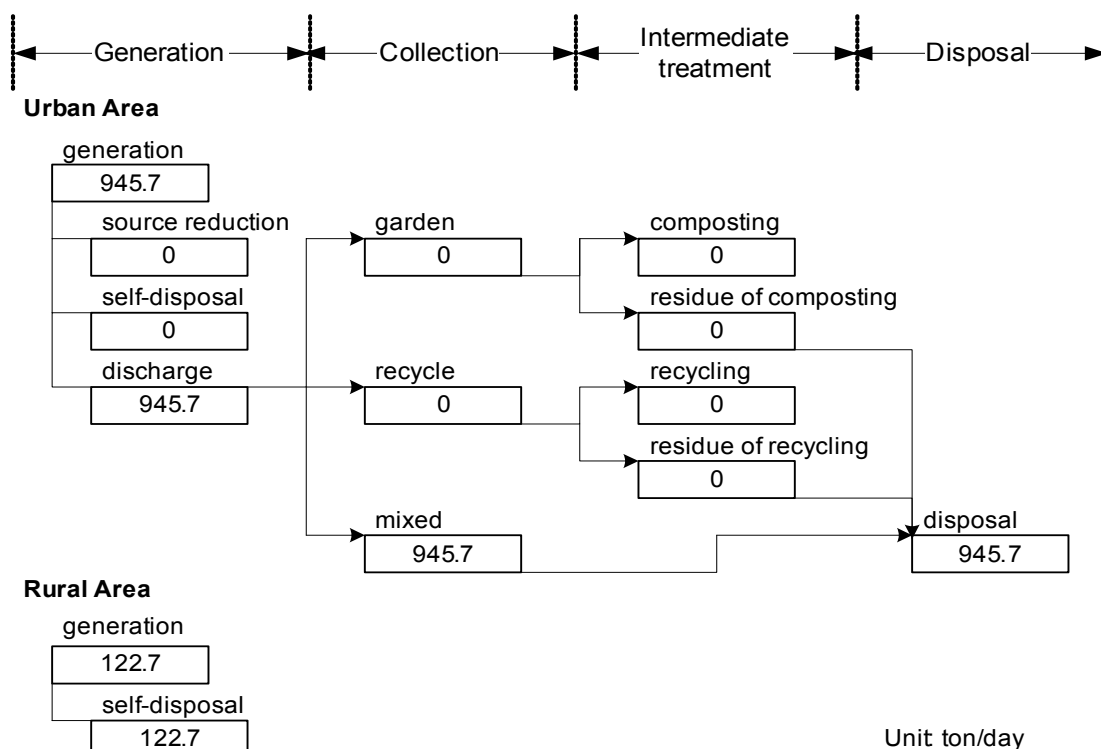 Generation
Collection
Intermediate
treatment
Disposal
Urban Area
generation
945.7
source reduction
0
self-disposal
0
discharge
945.7
garden
0
recycle
0
mixed
945.7
composting
0
residue of composting
0
recycling
0
residue of recycling
0
disposal
945.7
Rural Area
generation
122.7
self-disposal
122.7
Unit: ton/day